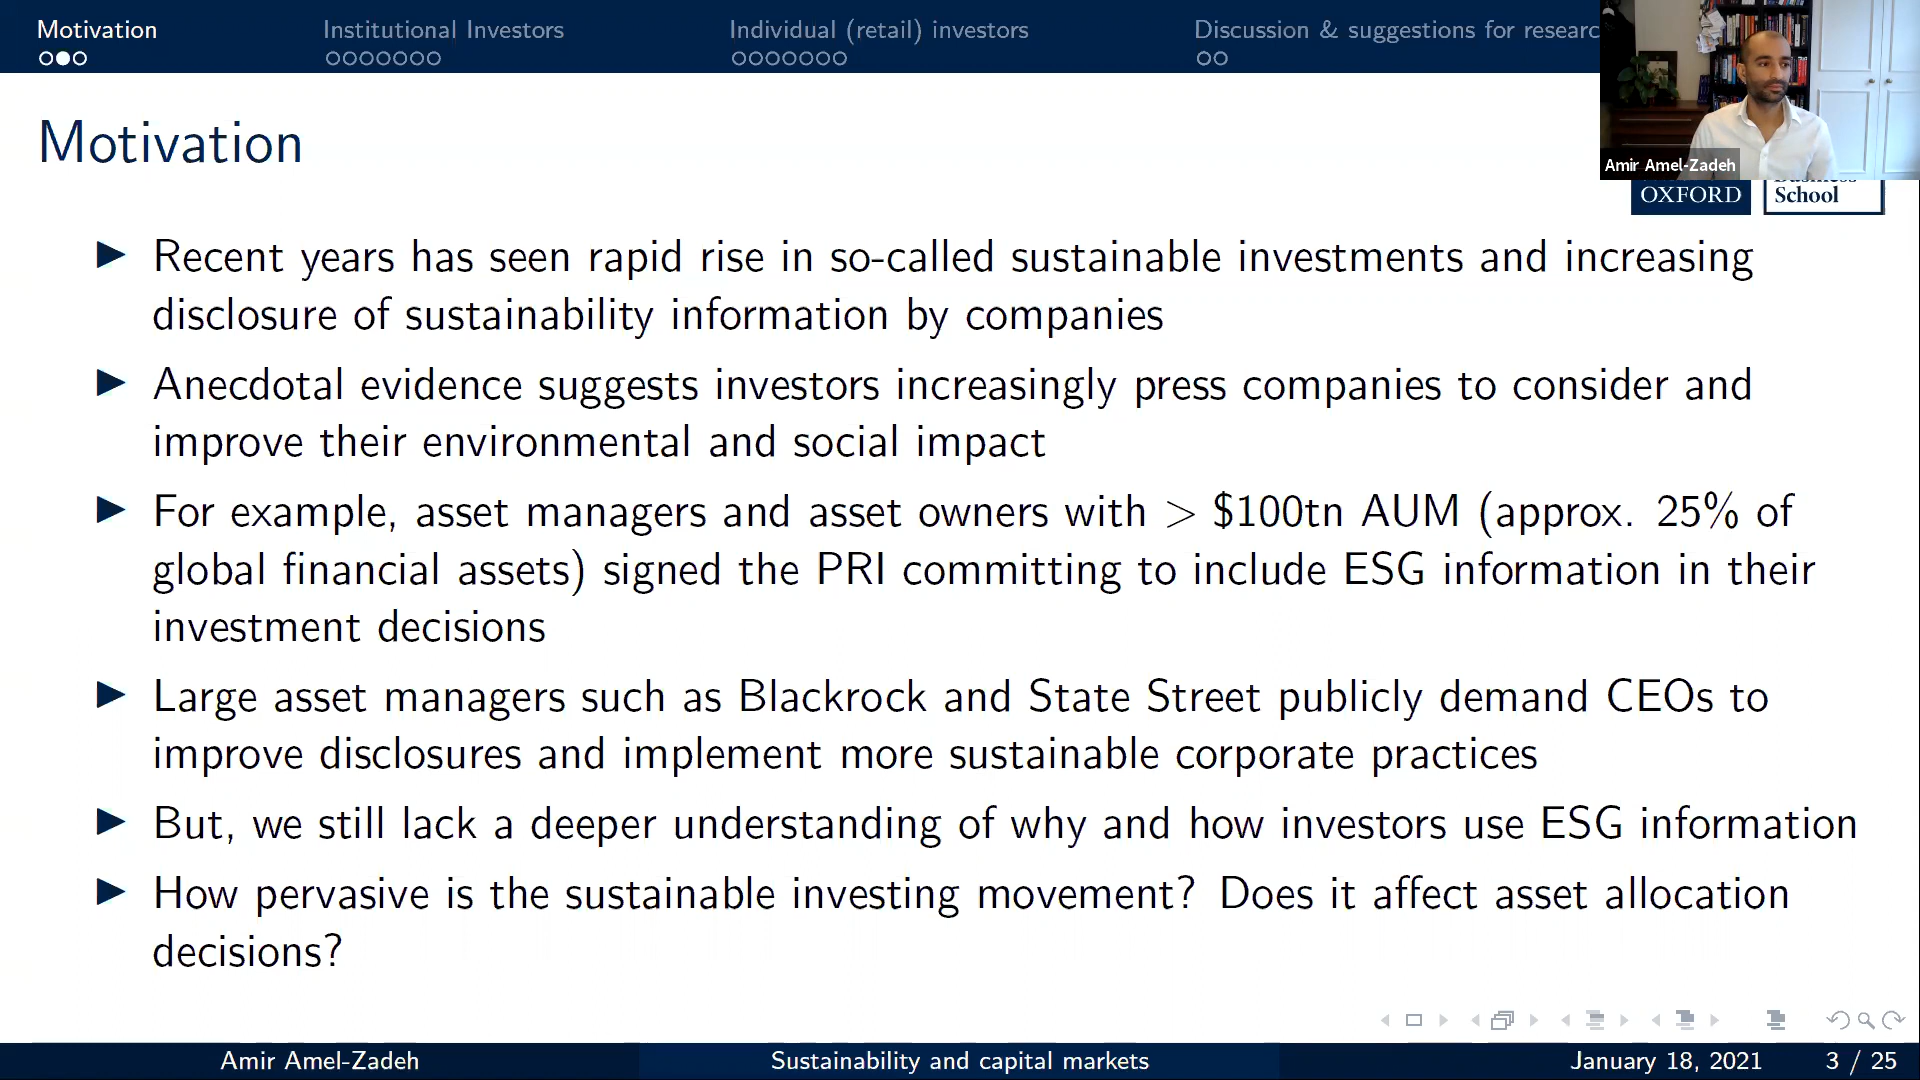 Motivation
Institutional Investors
Individual (retail) investors
Discussion & suggestions for researc
Amir Amel-Zadeh
Motivation
OXFORD
School
Recent years has seen rapid rise in so-called sustainable investments and increasing
disclosure of sustainability information by companies
Anecdotal evidence suggests investors increasingly press companies to consider and
improve their environmental and social impact
For example, asset managers and asset owners with > $100tn AUM (approx. 25% of
global financial assets) signed the PRI committing to include ESG information in their
investment decisions
Large asset managers such as Blackrock and State Street publicly demand CEOs to
improve disclosures and implement more sustainable corporate practices
But, we still lack a deeper understanding of why and how investors use ESG information
How pervasive is the sustainable investing movement? Does it affect asset allocation
decisions?
Amir Amel-Zadeh
Sustainability and capital markets
January 18, 2021
3 / 25